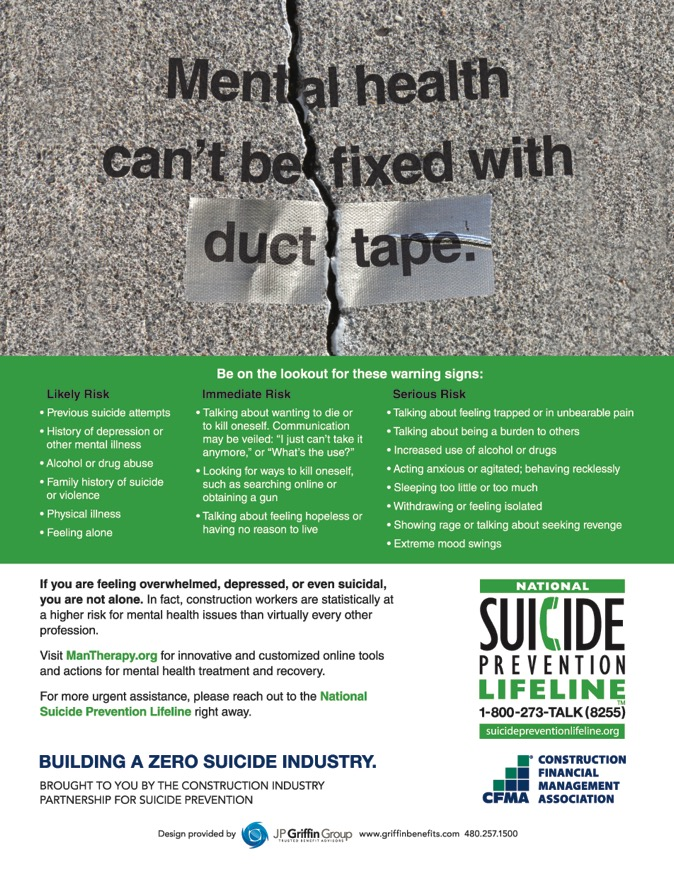 Mental health
can't be fixed with
duct tape.
Be on the lookout for these warning signs:
Likely Risk
• Previous suicide attempts
• History of depression or
other mental illness
• Alcohol or drug abuse
• Family history of suicide
or violence
• Physical illness
• Feeling alone
Immediate Risk
• Talking about wanting to die or
to kill oneself. Communication
may be veiled: “I just can’t take it
anymore,” or “What’s the use?”
• Looking for ways to kill oneself,
such as searching online or
obtaining a gun
• Talking about feeling hopeless or
having no reason to live
Serious Risk
• Talking about feeling trapped or in unbearable pain
• Talking about being a burden to others
• Increased use of alcohol or drugs
• Acting anxious or agitated; behaving recklessly
• Sleeping too little or too much
• Withdrawing or feeling isolated
• Showing rage or talking about seeking revenge
• Extreme mood swings
If you are feeling overwhelmed, depressed, or even suicidal,
you are not alone. In fact, construction workers are statistically at
a higher risk for mental health issues than virtually every other
profession.
Visit ManTherapy.org for innovative and customized online tools
and actions for mental health treatment and recovery.
For more urgent assistance, please reach out to the National
Suicide Prevention Lifeline right away.
NATIONAL
SUICIDE
PREVENTION
LIFELINE™
1-800-273-TALK (8255)
suicidepreventionlifeline.org
BUILDING A ZERO SUICIDE INDUSTRY.
BROUGHT TO YOU BY THE CONSTRUCTION INDUSTRY
PARTNERSHIP FOR SUICIDE PREVENTION
CFMA
CONSTRUCTION
FINANCIAL
MANAGEMENT
ASSOCIATION
Design provided by JP Griffin Group www.griffinbenefits.com 480.257.1500
TRUSTED BENEFIT ADVISORS